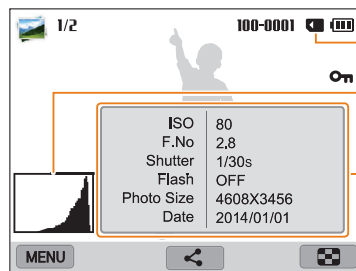 1/2 100-0001
ISO 80
F.No 2.8
Shutter 1/30s
Flash OFF
Photo Size 4608X3456
Date 2014/01/01
MENU